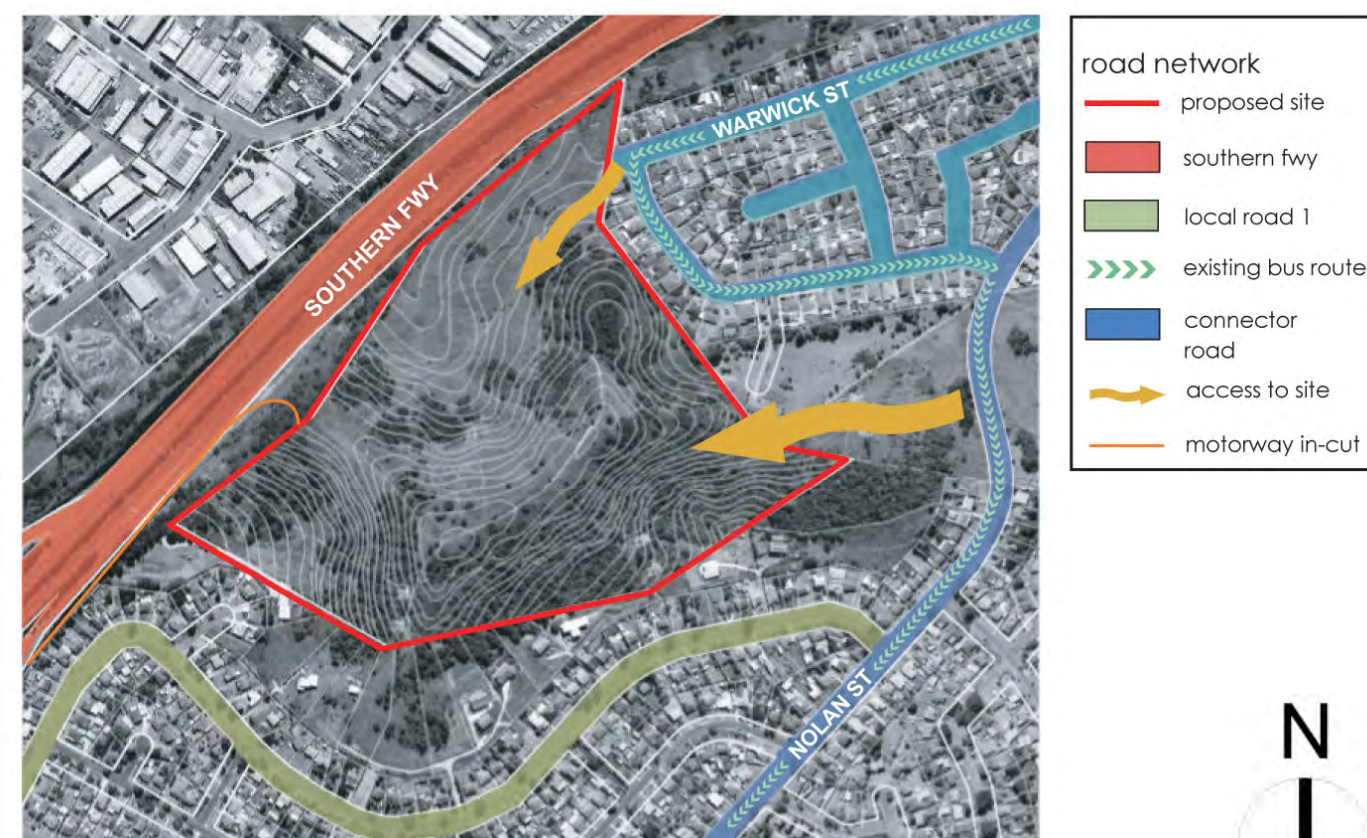 SOUTHERN FWY
WARWICK ST
NOLAN ST
road network
proposed site
southern fwy
local road 1
existing bus route
connector
road
access to site
motorway in-cut
N